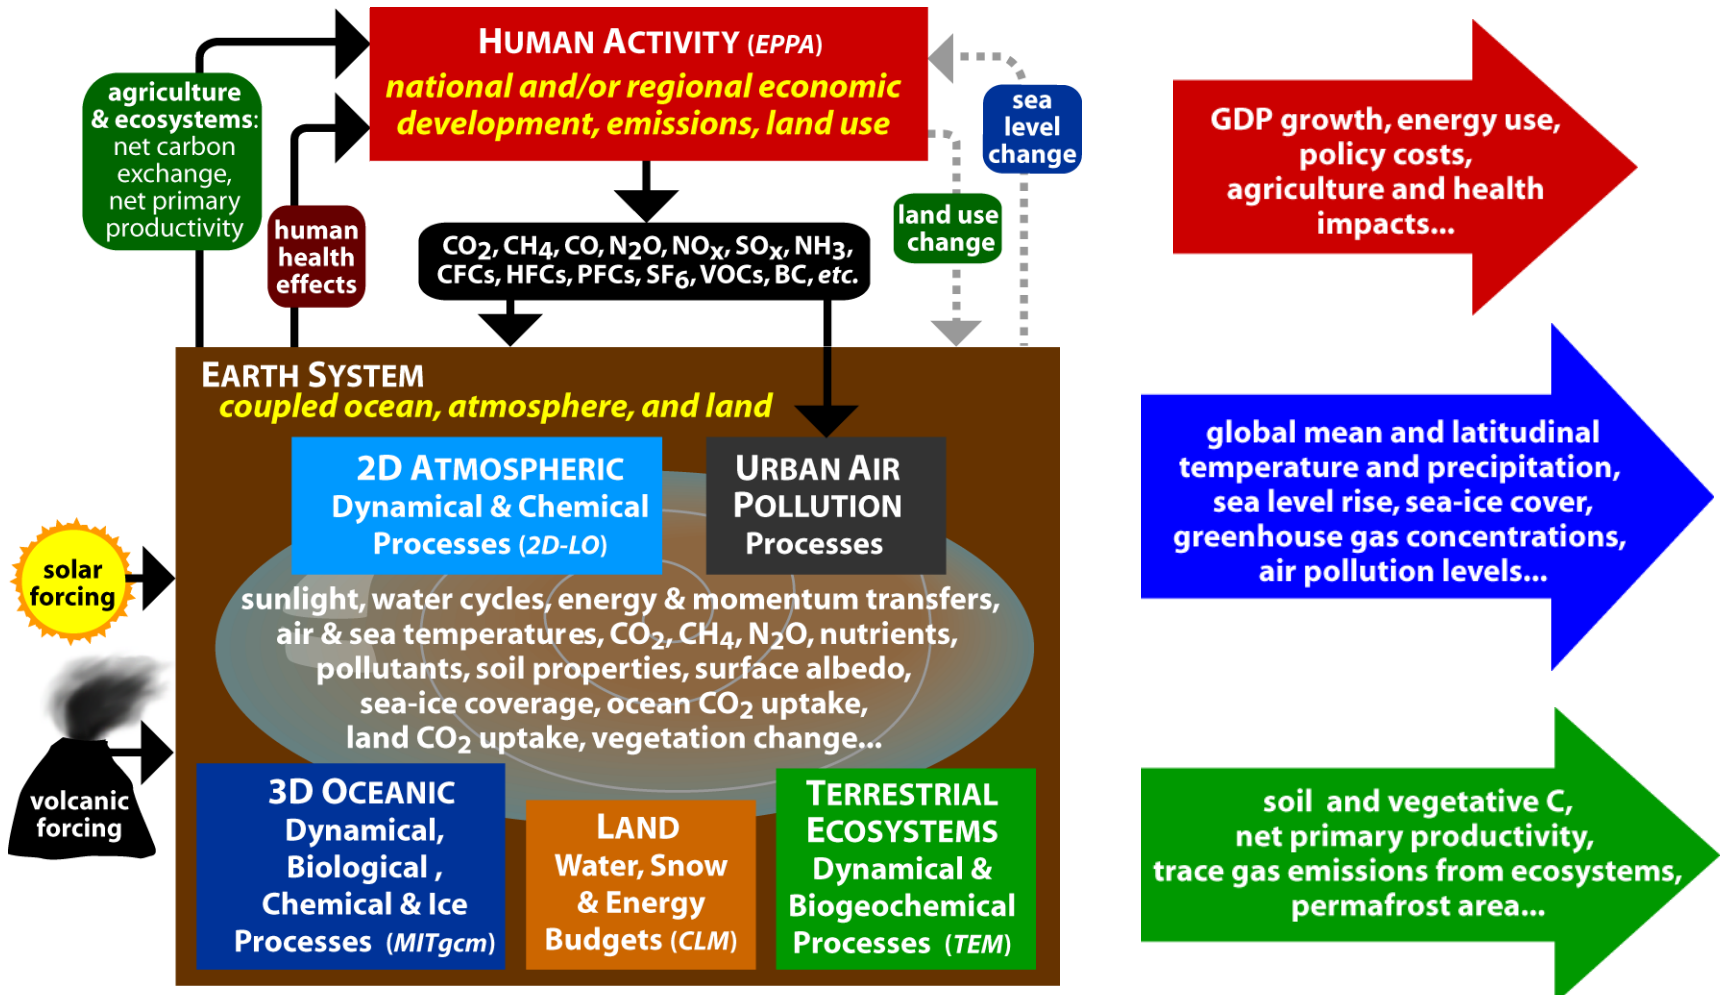 HUMAN ACTIVITY (EPPA)
national and/or regional economic
development, emissions, land use
agriculture
& ecosystems:
net carbon
exchange,
net primary
productivity
human
health
effects
sea
level
change
land use
change
CO2, CH4, CO, N2O, NOx, SOx, NH3,
CFCs, HFCs, PFCs, SF6, VOCs, BC, etc.
EARTH SYSTEM
coupled ocean, atmosphere, and land
2D ATMOSPHERIC
Dynamical & Chemical
Processes (2D-LO)
URBAN AIR
POLLUTION
Processes
solar
forcing
volcanic
forcing
sunlight, water cycles, energy & momentum transfers,
air & sea temperatures, CO2, CH4, N2O, nutrients,
pollutants, soil properties, surface albedo,
sea-ice coverage, ocean CO2 uptake,
land CO2 uptake, vegetation change...
3D OCEANIC
Dynamical,
Biological ,
Chemical & Ice
Processes (MITgcm)
LAND
Water, Snow
& Energy
Budgets (CLM)
TERRESTRIAL
ECOSYSTEMS
Dynamical &
Biogeochemical
Processes (TEM)
GDP growth, energy use,
policy costs,
agriculture and health
impacts...
global mean and latitudinal
temperature and precipitation,
sea level rise, sea-ice cover,
greenhouse gas concentrations,
air pollution levels...
soil and vegetative C,
net primary productivity,
trace gas emissions from ecosystems,
permafrost area...